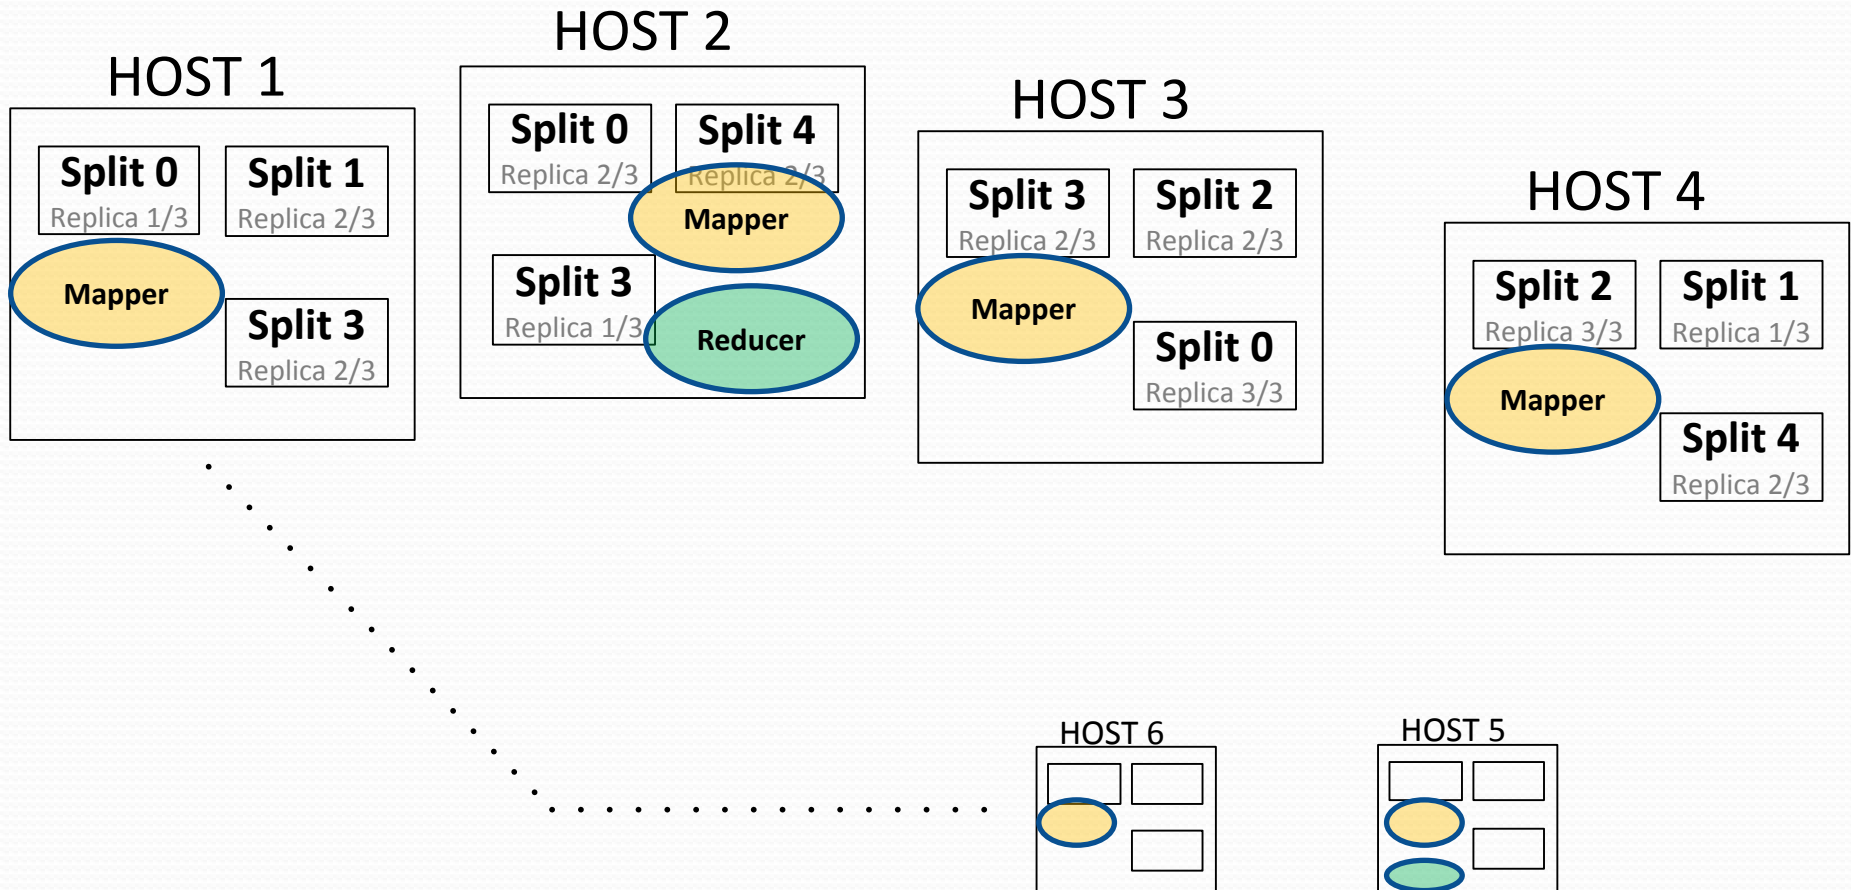 HOST 1
Split 0
Replica 1/3
Split 1
Replica 2/3
Mapper
Split 3
Replica 2/3
HOST 2
Split 0
Replica 2/3
Split 4
Replica 2/3
Mapper
Split 3
Replica 1/3
Reducer
HOST 3
Split 3
Replica 2/3
Split 2
Replica 2/3
Mapper
Split 0
Replica 3/3
HOST 4
Split 2
Replica 3/3
Split 1
Replica 1/3
Mapper
Split 4
Replica 2/3
HOST 6
HOST 5